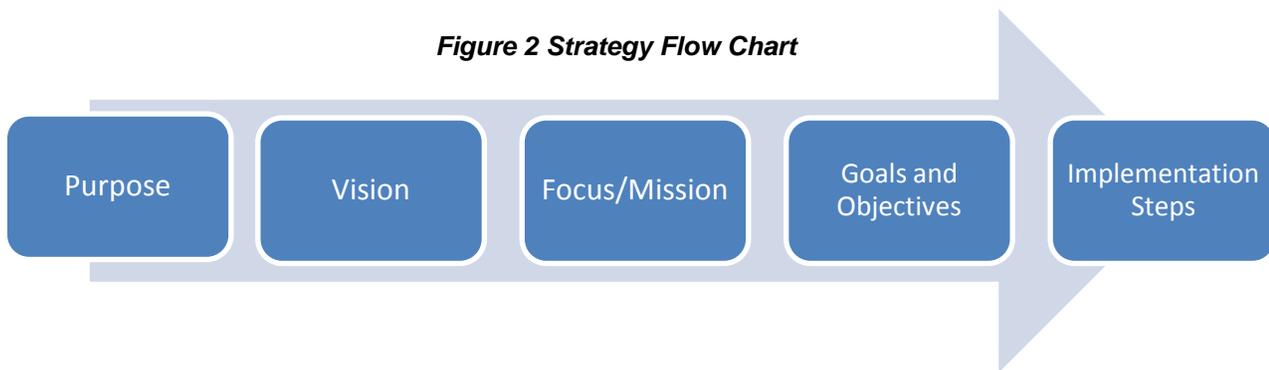 Figure 2 Strategy Flow Chart
Purpose
Vision
Focus/Mission
Goals and
Objectives
Implementation
Steps